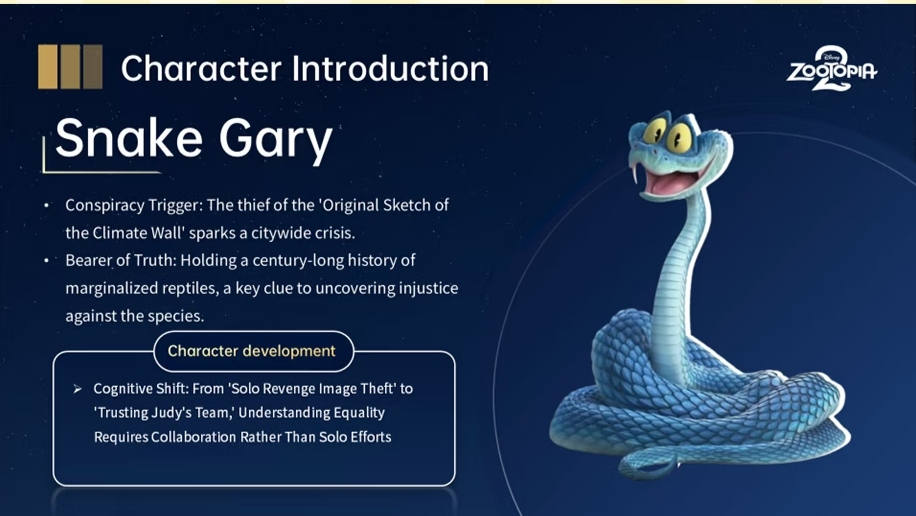 Character Introduction
Disney
ZOOTOPIA
2
Snake Gary
• Conspiracy Trigger: The thief of the 'Original Sketch of
the Climate Wall' sparks a citywide crisis.
• Bearer of Truth: Holding a century-long history of
marginalized reptiles, a key clue to uncovering injustice
against the species.
Character development
➢ Cognitive Shift: From 'Solo Revenge Image Theft' to
'Trusting Judy's Team,' Understanding Equality
Requires Collaboration Rather Than Solo Efforts